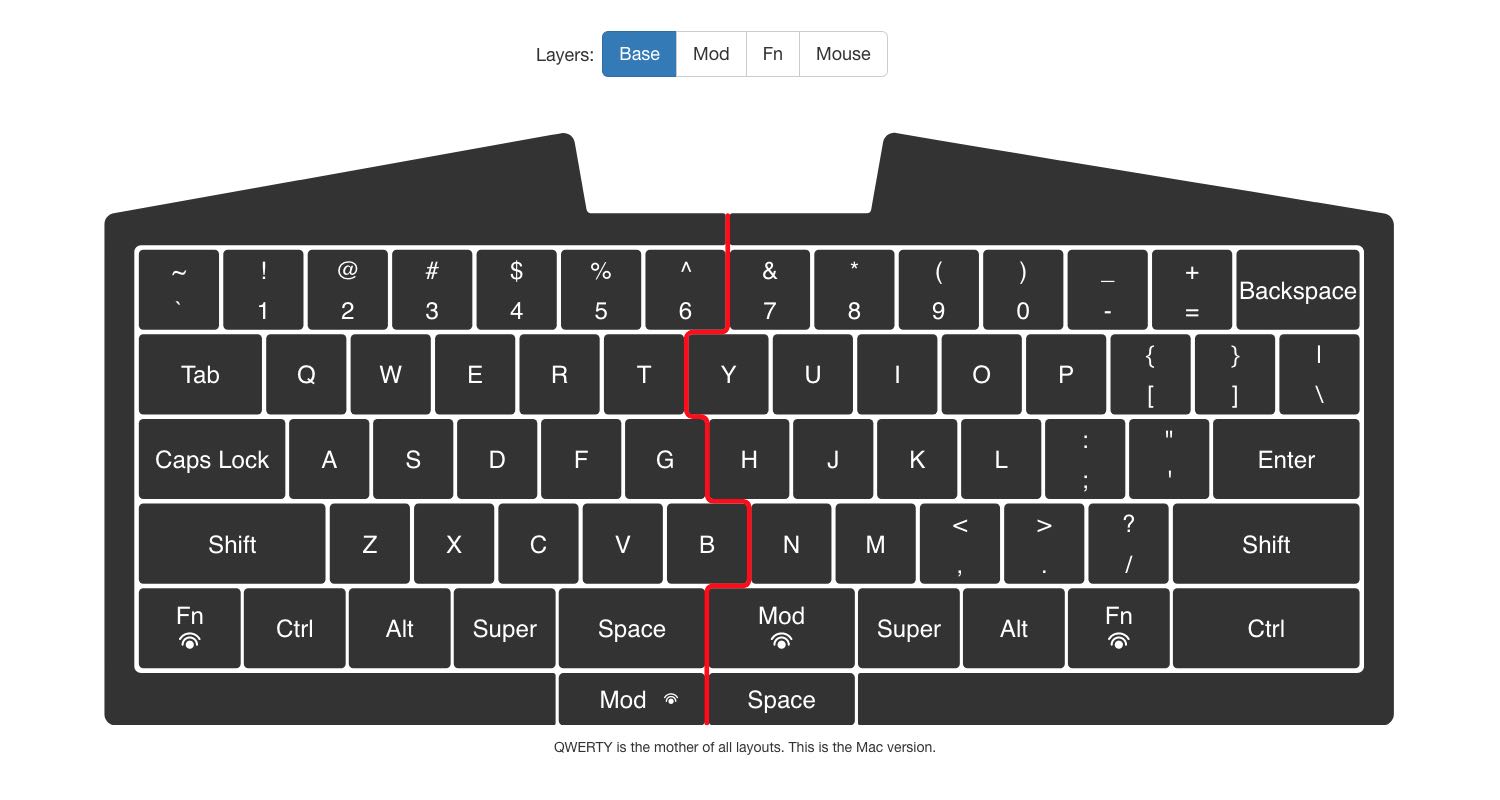 Layers: Base Mod Fn Mouse
~ ! @ # $ % ^ & * ( ) _ +
` 1 2 3 4 5 6 7 8 9 0 - = Backspace
{ } |
Tab Q W E R T Y U I O P [ ] \
: "
Caps Lock A S D F G H J K L ; ' Enter
< > ?
Shift Z X C V B N M , . / Shift
Fn Ctrl Alt Super Space Mod Super Alt Fn Ctrl
Mod Space
QWERTY is the mother of all layouts. This is the Mac version.